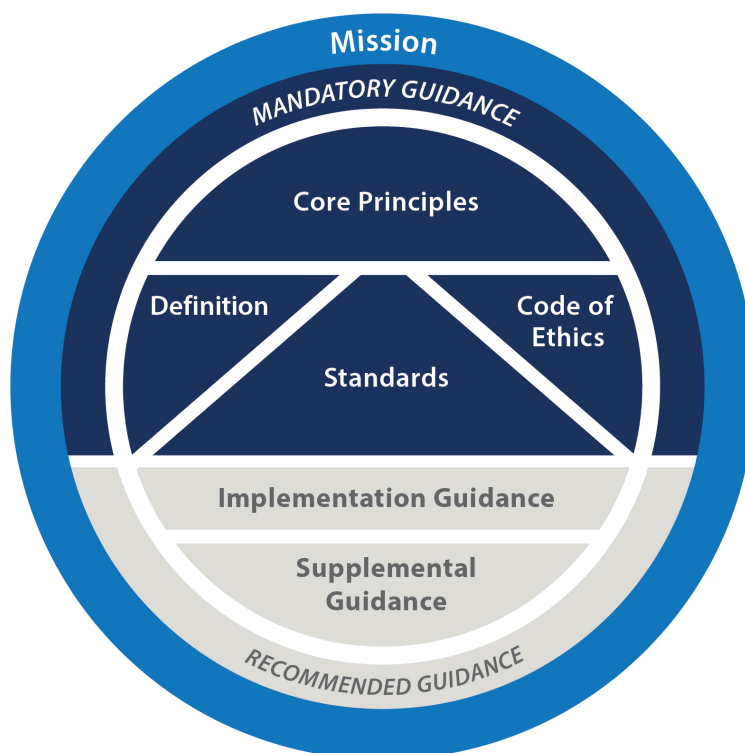 Mission
MANDATORY GUIDANCE
Core Principles
Definition
Code of
Ethics
Standards
Implementation Guidance
Supplemental
Guidance
RECOMMENDED GUIDANCE